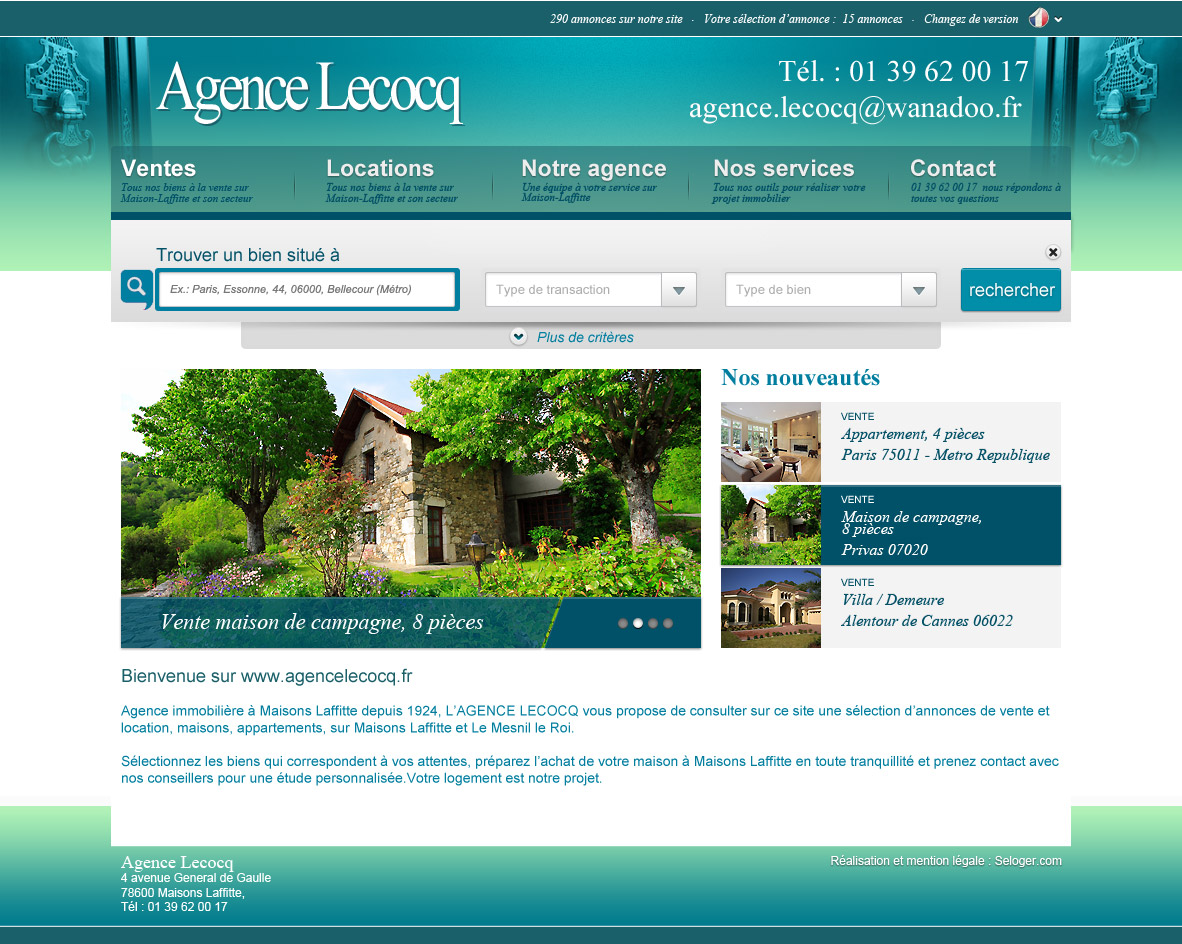 290 annonces sur notre site · Votre sélection d’annonce : 15 annonces · Changez de version
Agence Lecocq
Tél. : 01 39 62 00 17
agence.lecocq@wanadoo.fr
Ventes
Tous nos biens à la vente sur
Maison-Laffitte et son secteur
Locations
Tous nos biens à la vente sur
Maison-Laffitte et son secteur
Notre agence
Une équipe à votre service sur
Maison-Laffitte
Nos services
Tous nos outils pour réaliser votre
projet immobilier
Contact
01 39 62 00 17 nous répondons à
toutes vos questions
Trouver un bien situé à
Ex.: Paris, Essonne, 44, 06000, Bellecour (Métro)
Type de transaction
Type de bien
rechercher
Plus de critères
Vente maison de campagne, 8 pièces
Nos nouveautés
VENTE
Appartement, 4 pièces
Paris 75011 - Metro Republique
VENTE
Maison de campagne,
8 pièces
Privas 07020
VENTE
Villa / Demeure
Alentour de Cannes 06022
Bienvenue sur www.agencelecocq.fr
Agence immobilière à Maisons Laffitte depuis 1924, L’AGENCE LECOCQ vous propose de consulter sur ce site une sélection d’annonces de vente et
location, maisons, appartements, sur Maisons Laffitte et Le Mesnil le Roi.
Sélectionnez les biens qui correspondent à vos attentes, préparez l’achat de votre maison à Maisons Laffitte en toute tranquillité et prenez contact avec
nos conseillers pour une étude personnalisée.Votre logement est notre projet.
Agence Lecocq
4 avenue General de Gaulle
78600 Maisons Laffitte,
Tél : 01 39 62 00 17
Réalisation et mention légale : Seloger.com